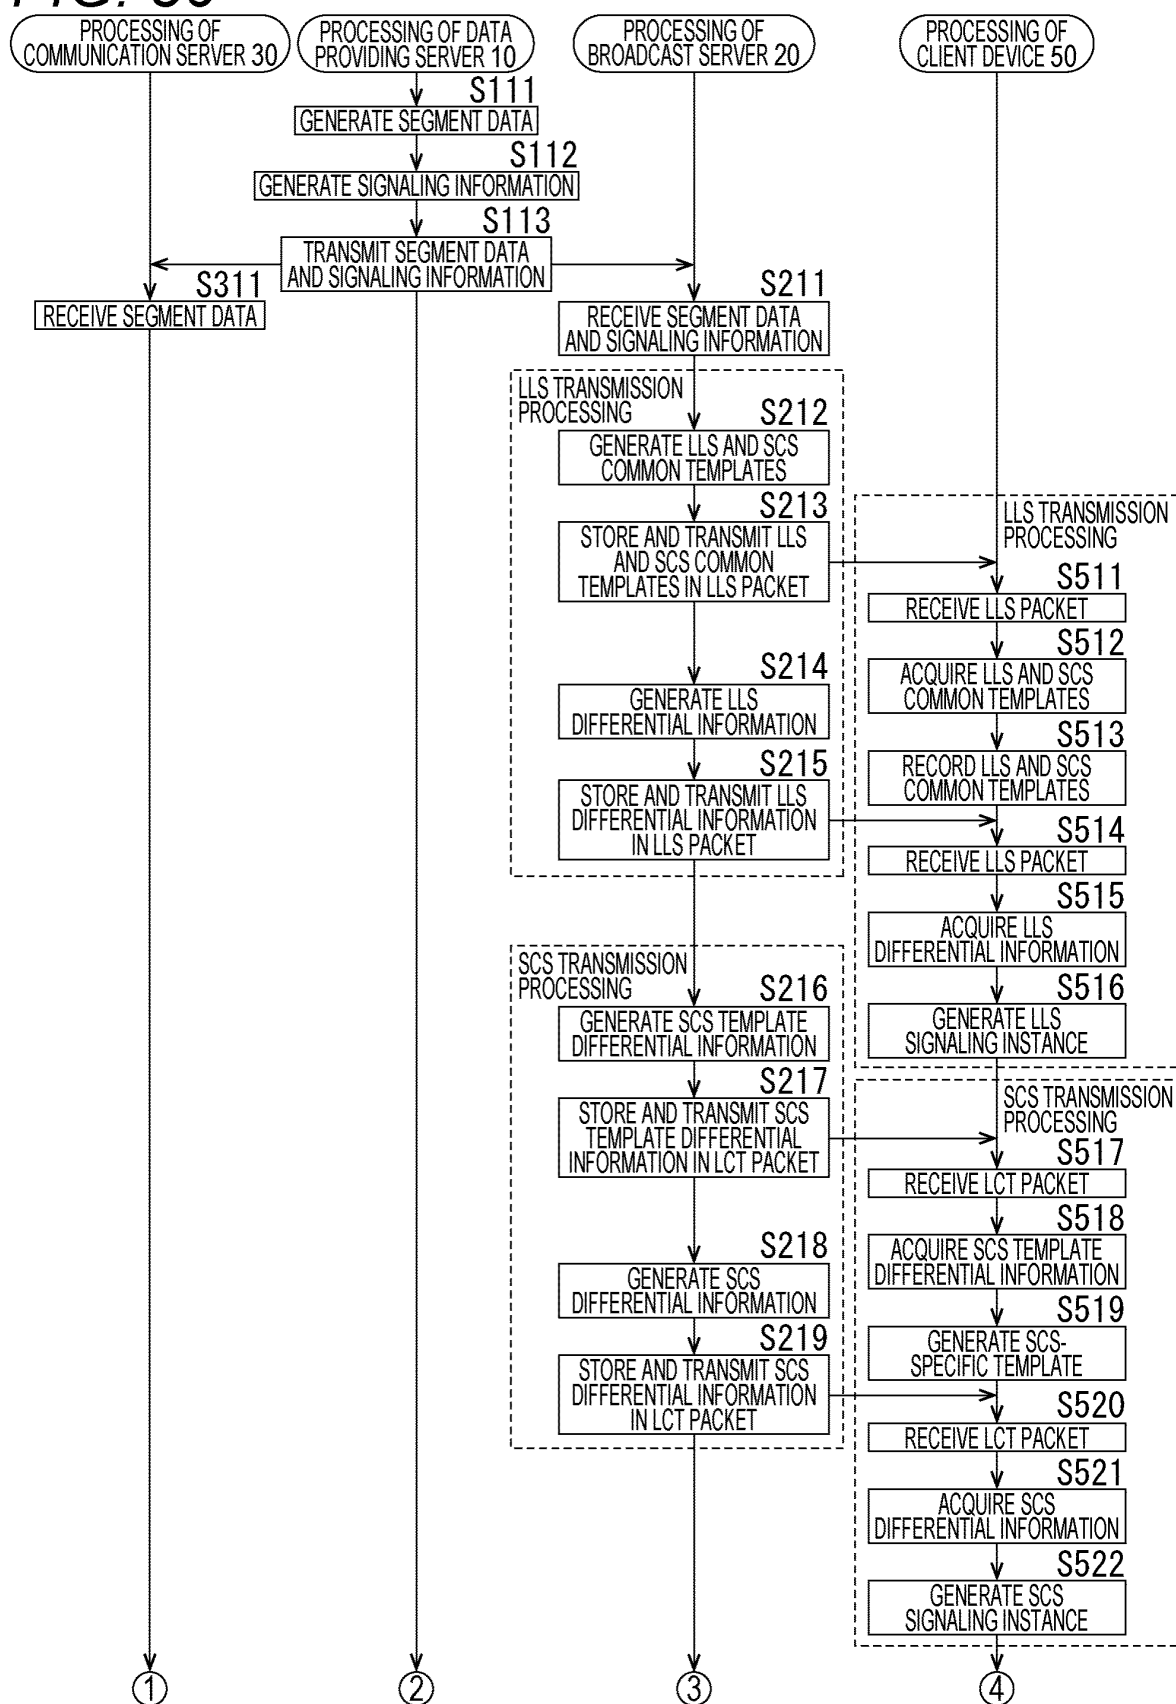 PROCESSING OF
COMMUNICATION SERVER 30
PROCESSING OF DATA
PROVIDING SERVER 10
PROCESSING OF
BROADCAST SERVER 20
PROCESSING OF
CLIENT DEVICE 50
S111
GENERATE SEGMENT DATA
S112
GENERATE SIGNALING INFORMATION
S113
TRANSMIT SEGMENT DATA
AND SIGNALING INFORMATION
S311
RECEIVE SEGMENT DATA
S211
RECEIVE SEGMENT DATA
AND SIGNALING INFORMATION
LLS TRANSMISSION
PROCESSING
S212
GENERATE LLS AND SCS
COMMON TEMPLATES
S213
STORE AND TRANSMIT LLS
AND SCS COMMON
TEMPLATES IN LLS PACKET
S214
GENERATE LLS
DIFFERENTIAL INFORMATION
S215
STORE AND TRANSMIT LLS
DIFFERENTIAL INFORMATION
IN LLS PACKET
SCS TRANSMISSION
PROCESSING
S216
GENERATE SCS TEMPLATE
DIFFERENTIAL INFORMATION
S217
STORE AND TRANSMIT SCS
TEMPLATE DIFFERENTIAL
INFORMATION IN LCT PACKET
S218
GENERATE SCS
DIFFERENTIAL INFORMATION
S219
STORE AND TRANSMIT SCS
DIFFERENTIAL INFORMATION
IN LCT PACKET
LLS TRANSMISSION
PROCESSING
S511
RECEIVE LLS PACKET
S512
ACQUIRE LLS AND SCS
COMMON TEMPLATES
S513
RECORD LLS AND SCS
COMMON TEMPLATES
S514
RECEIVE LLS PACKET
S515
ACQUIRE LLS
DIFFERENTIAL INFORMATION
S516
GENERATE LLS
SIGNALING INSTANCE
SCS TRANSMISSION
PROCESSING
S517
RECEIVE LCT PACKET
S518
ACQUIRE SCS TEMPLATE
DIFFERENTIAL INFORMATION
S519
GENERATE SCS-
SPECIFIC TEMPLATE
S520
RECEIVE LCT PACKET
S521
ACQUIRE SCS
DIFFERENTIAL INFORMATION
S522
GENERATE SCS
SIGNALING INSTANCE
1
2
3
4